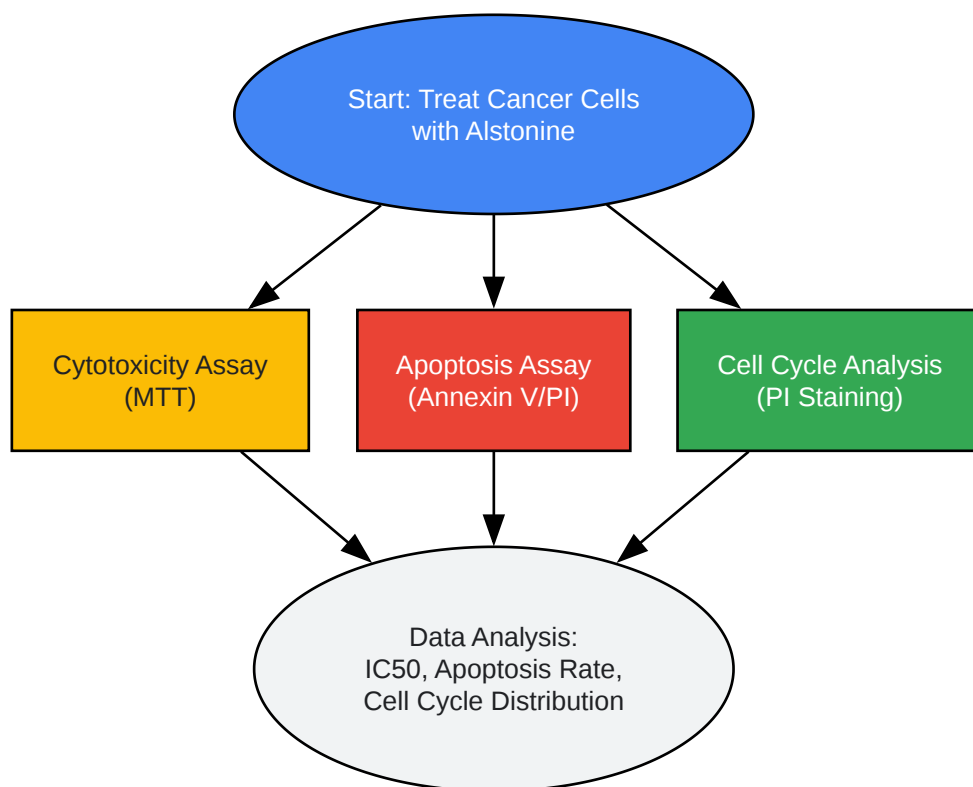 Start: Treat Cancer Cells
with Alstonine
Cytotoxicity Assay
(MTT)
Apoptosis Assay
(Annexin V/PI)
Cell Cycle Analysis
(PI Staining)
Data Analysis:
IC50, Apoptosis Rate,
Cell Cycle Distribution